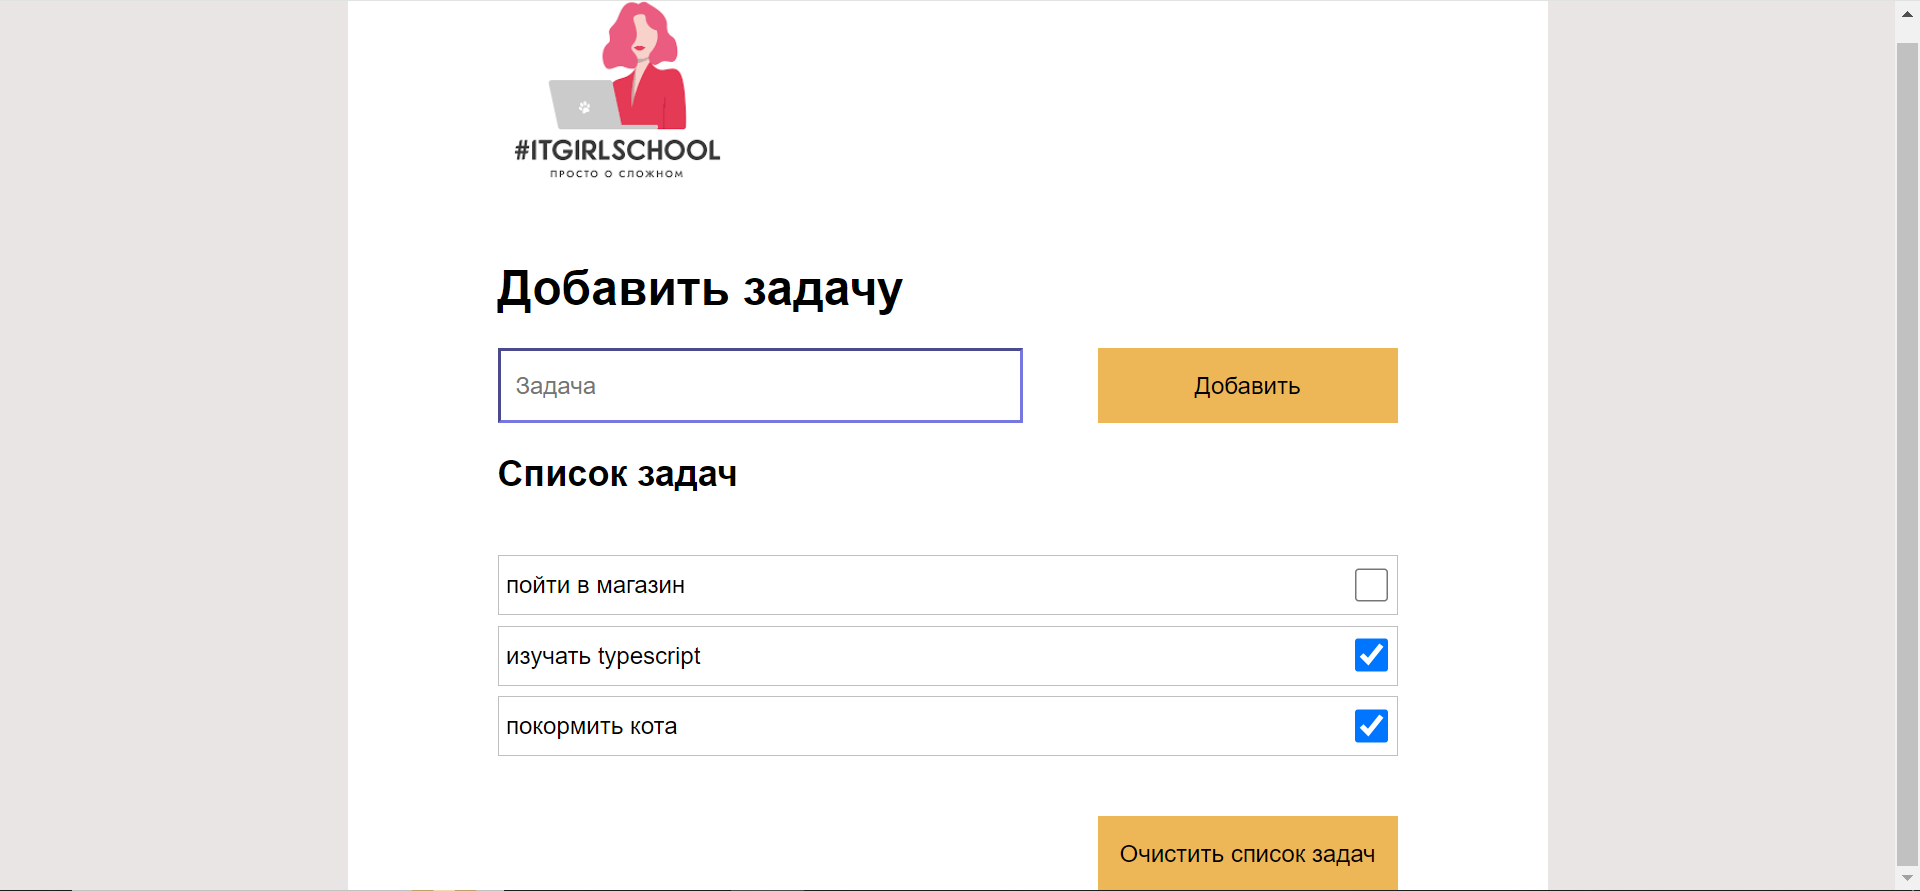 #ITGIRLSCHOOL
ПРОСТО О СЛОЖНОМ
Добавить задачу
Задача
Добавить
Список задач
пойти в магазин
изучать typescript
покормить кота
Очистить список задач